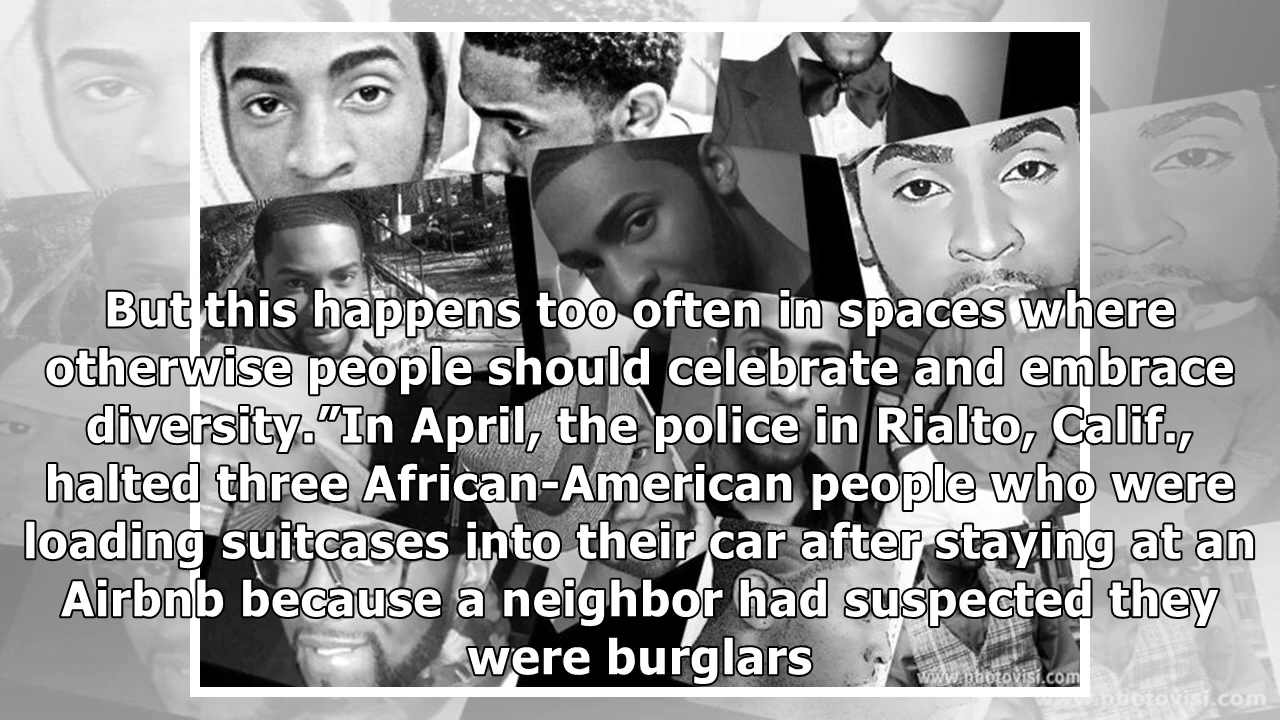 But this happens too often in spaces where
otherwise people should celebrate and embrace
diversity.”In April, the police in Rialto, Calif.,
halted three African-American people who were
loading suitcases into their car after staying at an
Airbnb because a neighbor had suspected they
were burglars
www.photovisi.com
www.photovisi.com